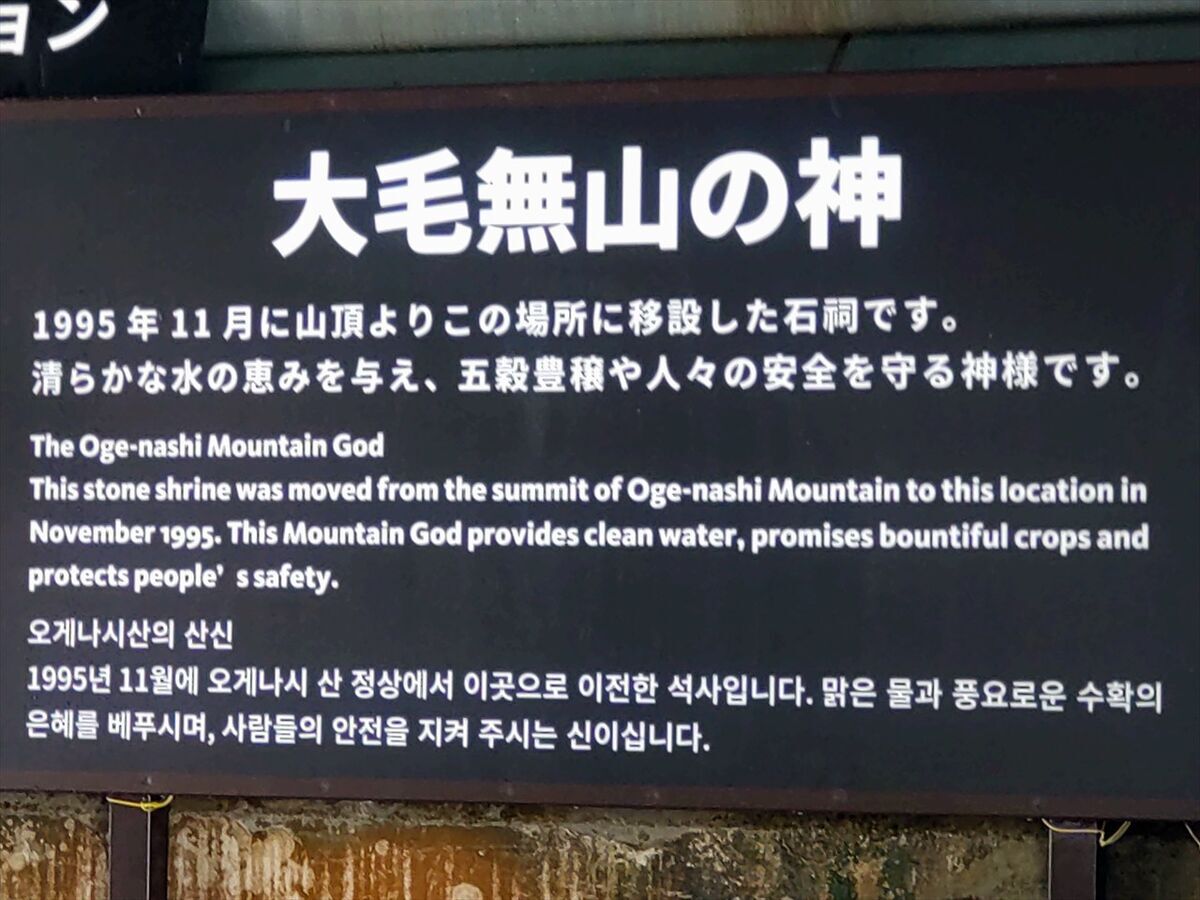 ョン
大毛無山の神
1995年11月に山頂よりこの場所に移設した石祠です。
清らかな水の恵みを与え、五穀豊穣や人々の安全を守る神様です。
The Oge-nashi Mountain God
This stone shrine was moved from the summit of Oge-nashi Mountain to this location in
November 1995. This Mountain God provides clean water, promises bountiful crops and
protects people’s safety.
오게나시산의 산신
1995년 11월에 오게나시 산 정상에서 이곳으로 이전한 석사입니다. 맑은 물과 풍요로운 수확의
은혜를 베푸시며, 사람들의 안전을 지켜 주시는 신이십니다.